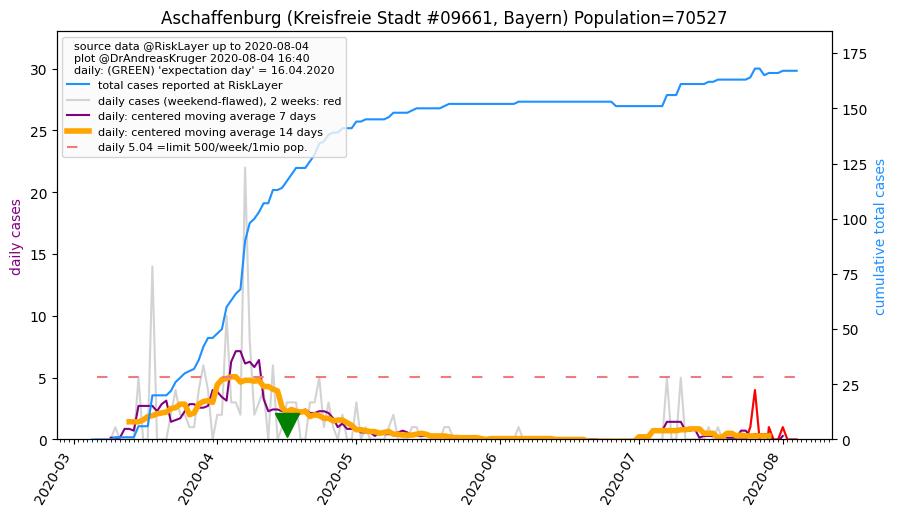 Aschaffenburg (Kreisfreie Stadt #09661, Bayern) Population=70527
source data @RiskLayer up to 2020-08-04
plot @DrAndreasKruger 2020-08-04 16:40
daily: (GREEN) 'expectation day' = 16.04.2020
total cases reported at RiskLayer
daily cases (weekend-flawed), 2 weeks: red
daily: centered moving average 7 days
daily: centered moving average 14 days
daily 5.04 =limit 500/week/1mio pop.
daily cases
30
25
20
15
10
5
0
cumulative total cases
175
150
125
100
75
50
25
0
2020-03
2020-04
2020-05
2020-06
2020-07
2020-08